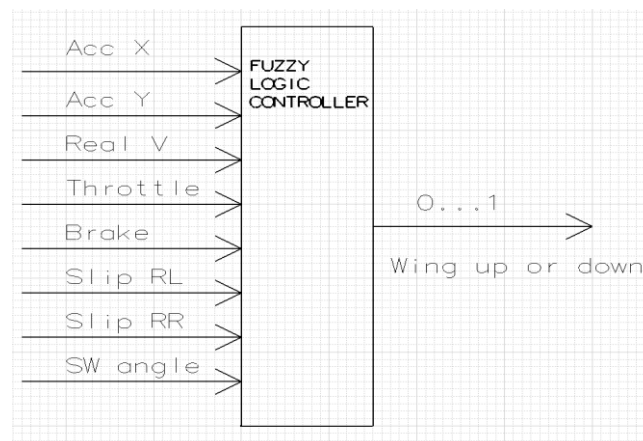 Acc X
Acc Y
Real V
Throttle
Brake
Slip RL
Slip RR
SW angle
FUZZY
LOGIC
CONTROLLER
0...1
Wing up or down